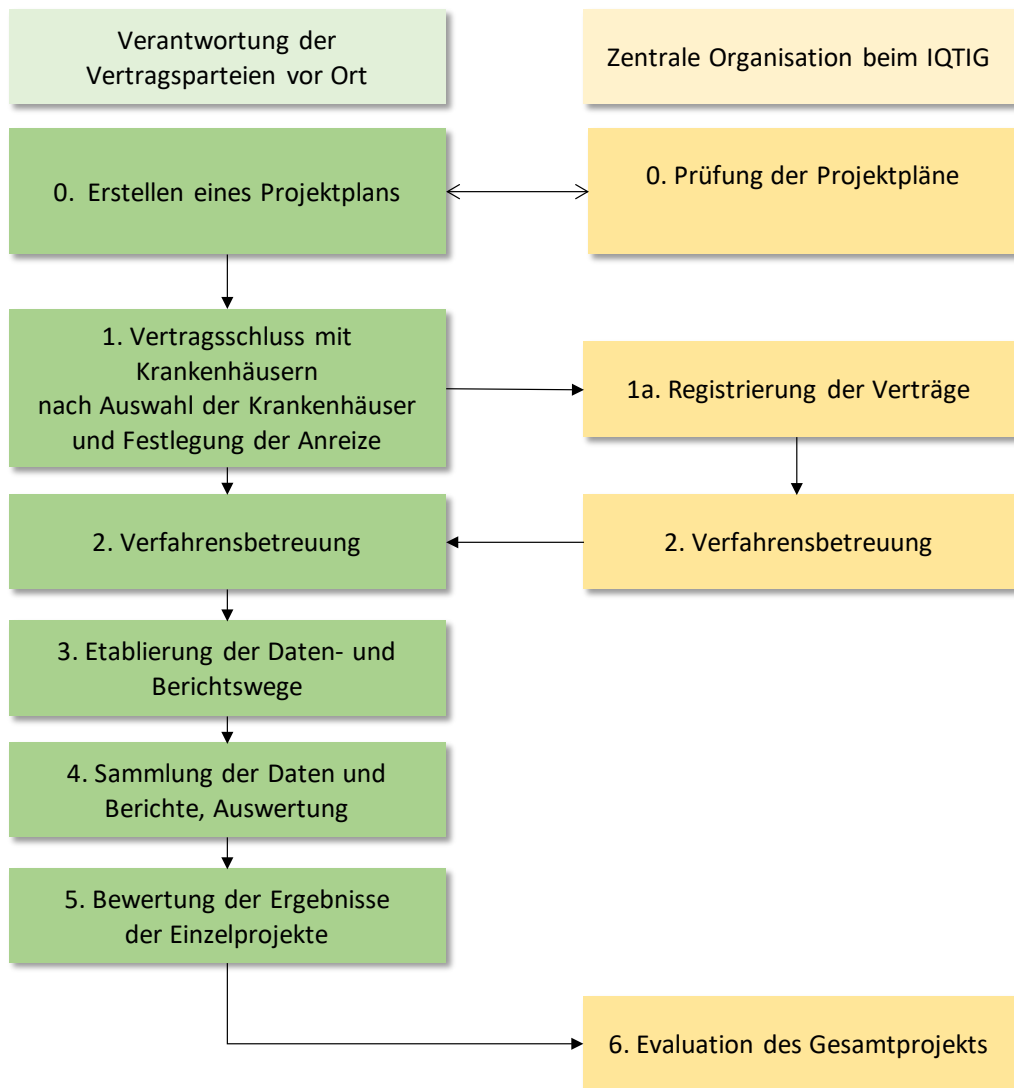 Verantwortung der
Vertragsparteien vor Ort
Zentrale Organisation beim IQTIG
0. Erstellen eines Projektplans
0. Prüfung der Projektpläne
1. Vertragsschluss mit
Krankenhäusern
nach Auswahl der Krankenhäuser
und Festlegung der Anreize
1a. Registrierung der Verträge
2. Verfahrensbetreuung
2. Verfahrensbetreuung
3. Etablierung der Daten- und
Berichtswege
4. Sammlung der Daten und
Berichte, Auswertung
5. Bewertung der Ergebnisse
der Einzelprojekte
6. Evaluation des Gesamtprojekts